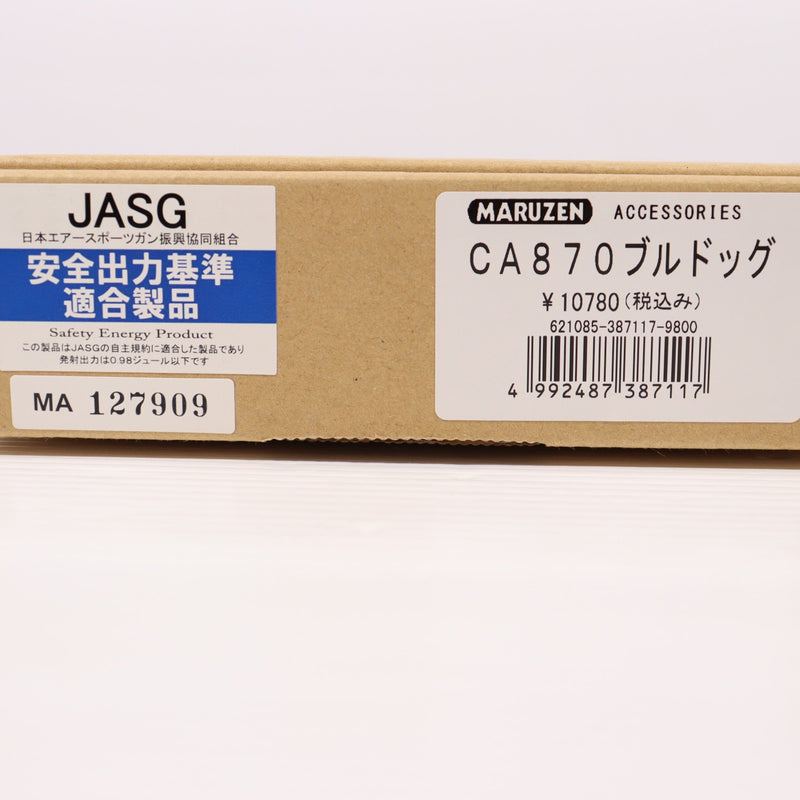 JASG
日本エアースポーツガン振興協同組合
安全出力基準
適合製品
Safety Energy Product
この製品はJASGの自主規約に適合した製品であり
発射出力は0.98ジュール以下です
MA 127909
MARUZEN ACCESSORIES
CA870ブルドッグ
￥10780(税込み)
621085-387117-9800
4 992487 387117